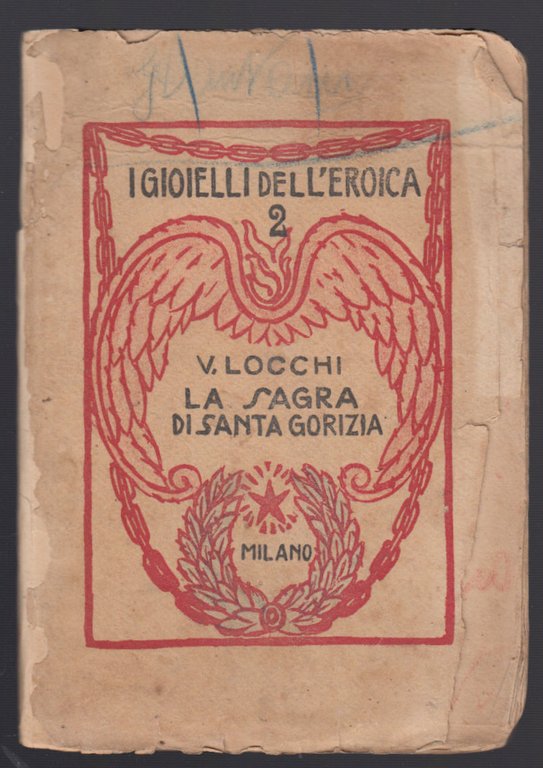 I GIOIELLI DELL'EROICA
2
V. LOCCHI
LA SAGRA
DI SANTA GORIZIA
MILANO